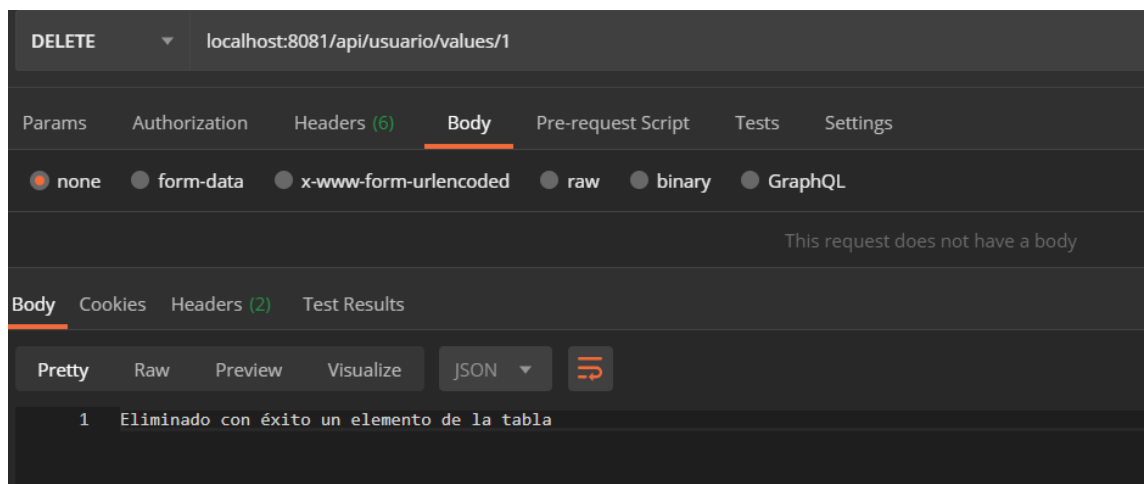 DELETE localhost:8081/api/usuario/values/1
Params Authorization Headers (6) Body Pre-request Script Tests Settings
none form-data x-www-form-urlencoded raw binary GraphQL
This request does not have a body
Body Cookies Headers (2) Test Results
Pretty Raw Preview Visualize JSON
1 Eliminado con éxito un elemento de la tabla